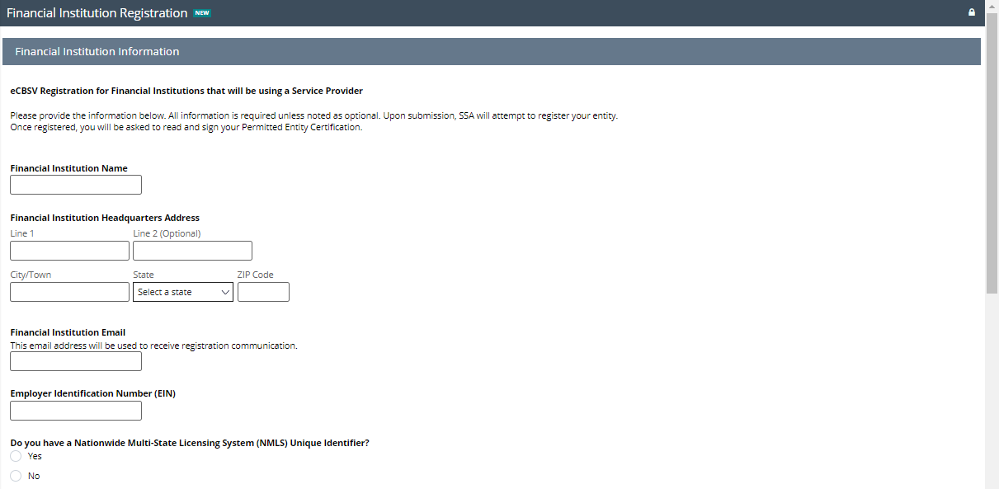 Financial Institution Registration NEW
Financial Institution Information
eCBSV Registration for Financial Institutions that will be using a Service Provider
Please provide the information below. All information is required unless noted as optional. Upon submission, SSA will attempt to register your entity.
Once registered, you will be asked to read and sign your Permitted Entity Certification.
Financial Institution Name
Financial Institution Headquarters Address
Line 1 Line 2 (Optional)
City/Town State ZIP Code
Select a state
Financial Institution Email
This email address will be used to receive registration communication.
Employer Identification Number (EIN)
Do you have a Nationwide Multi-State Licensing System (NMLS) Unique Identifier?
Yes
No